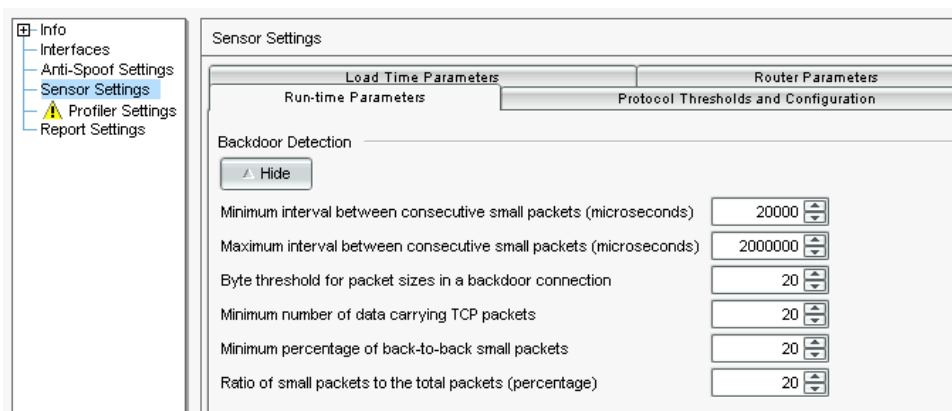 Info
Interfaces
Anti-Spoof Settings
Sensor Settings
Profiler Settings
Report Settings
Sensor Settings
Load Time Parameters
Router Parameters
Run-time Parameters
Protocol Thresholds and Configuration
Backdoor Detection
Hide
Minimum interval between consecutive small packets (microseconds) 20000
Maximum interval between consecutive small packets (microseconds) 2000000
Byte threshold for packet sizes in a backdoor connection 20
Minimum number of data carrying TCP packets 20
Minimum percentage of back-to-back small packets 20
Ratio of small packets to the total packets (percentage) 20